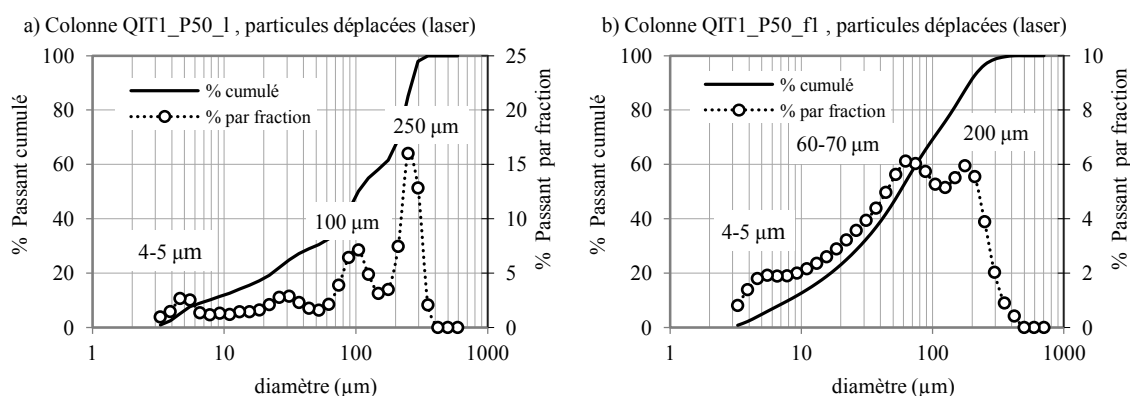 a) Colonne QIT1_P50_l , particules déplacées (laser)
% Passant cumulé
100
80
60
40
20
0
% cumulé
% par fraction
250 µm
100 µm
4-5 µm
25
20
15
10
5
0
% Passant par fraction
1
10
100
1000
diamètre (µm)
b) Colonne QIT1_P50_f1 , particules déplacées (laser)
% Passant cumulé
100
80
60
40
20
0
% cumulé
% par fraction
60-70 µm
200 µm
4-5 µm
10
8
6
4
2
0
% Passant par fraction
1
10
100
1000
diamètre (µm)